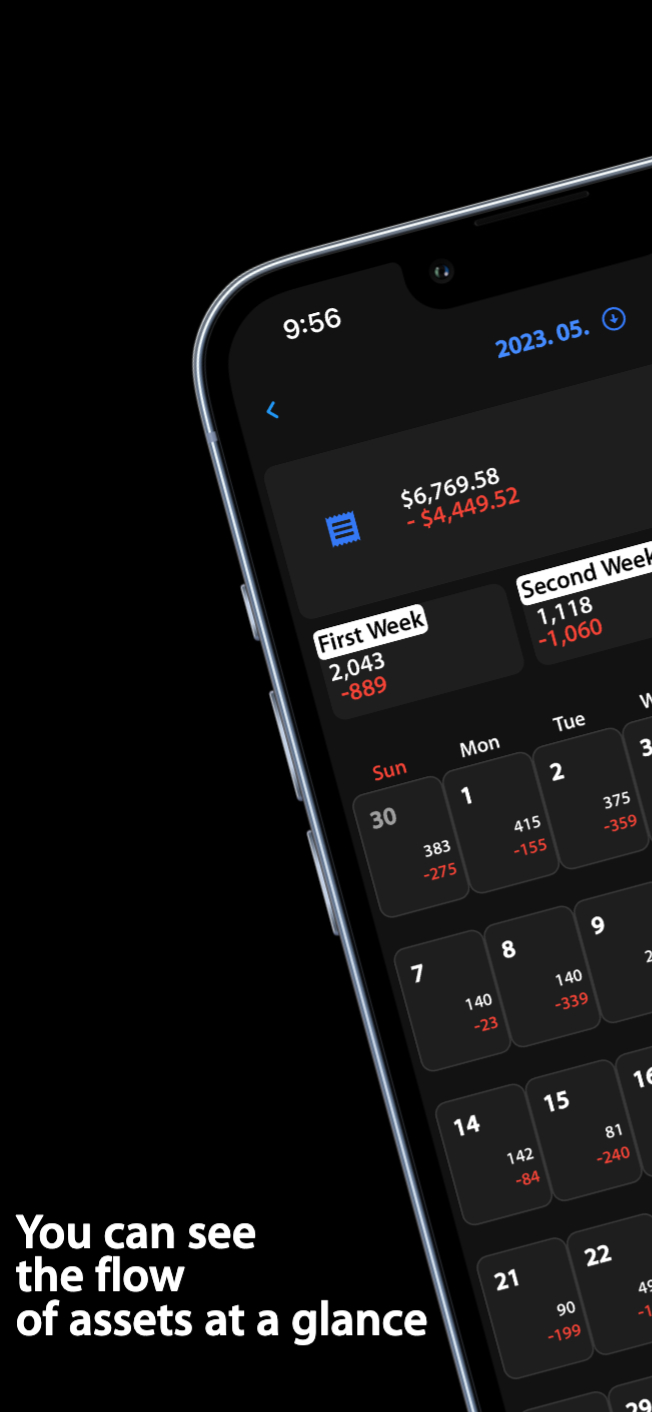 9:56
2023. 05.
$6,769.58
- $4,449.52
First Week
2,043
-889
Second Week
1,118
-1,060
Sun Mon Tue
30 1 2
383 415 375
-275 -155 -359
7 8 9
140 140
-23 -339
14 15 16
142 81
-84 -240
21 22
90
-199
29
You can see
the flow
of assets at a glance